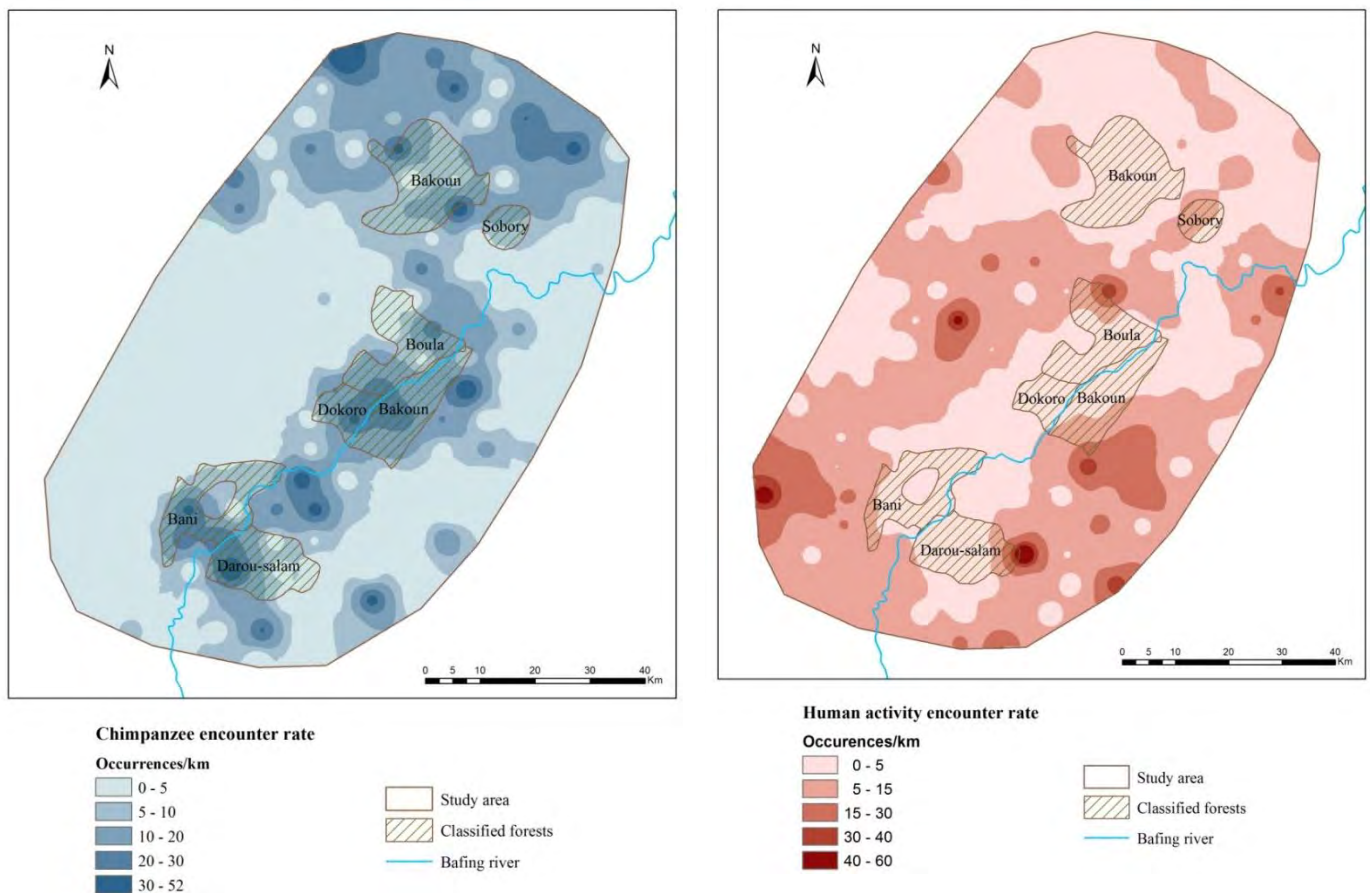 N
Bakoun
Sobory
Boula
Dokoro
Bakoun
Bani
Darou-salam
0 5 10 20 30 40
Km
Chimpanzee encounter rate
Occurrences/km
0 - 5
5 - 10
10 - 20
20 - 30
30 - 52
Study area
Classified forests
Bafing river
N
Bakoun
Sobory
Boula
Dokoro
Bakoun
Bani
Darou-salam
0 5 10 20 30 40
Km
Human activity encounter rate
Occurences/km
0 - 5
5 - 15
15 - 30
30 - 40
40 - 60
Study area
Classified forests
Bafing river